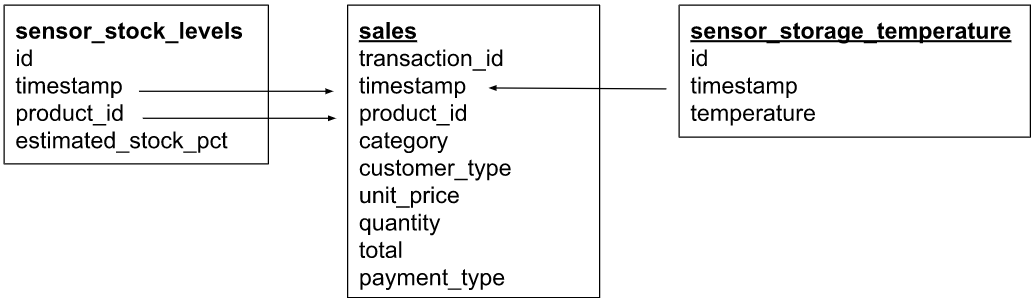 sensor_stock_levels
id
timestamp
product_id
estimated_stock_pct
sales
transaction_id
timestamp
product_id
category
customer_type
unit_price
quantity
total
payment_type
sensor_storage_temperature
id
timestamp
temperature